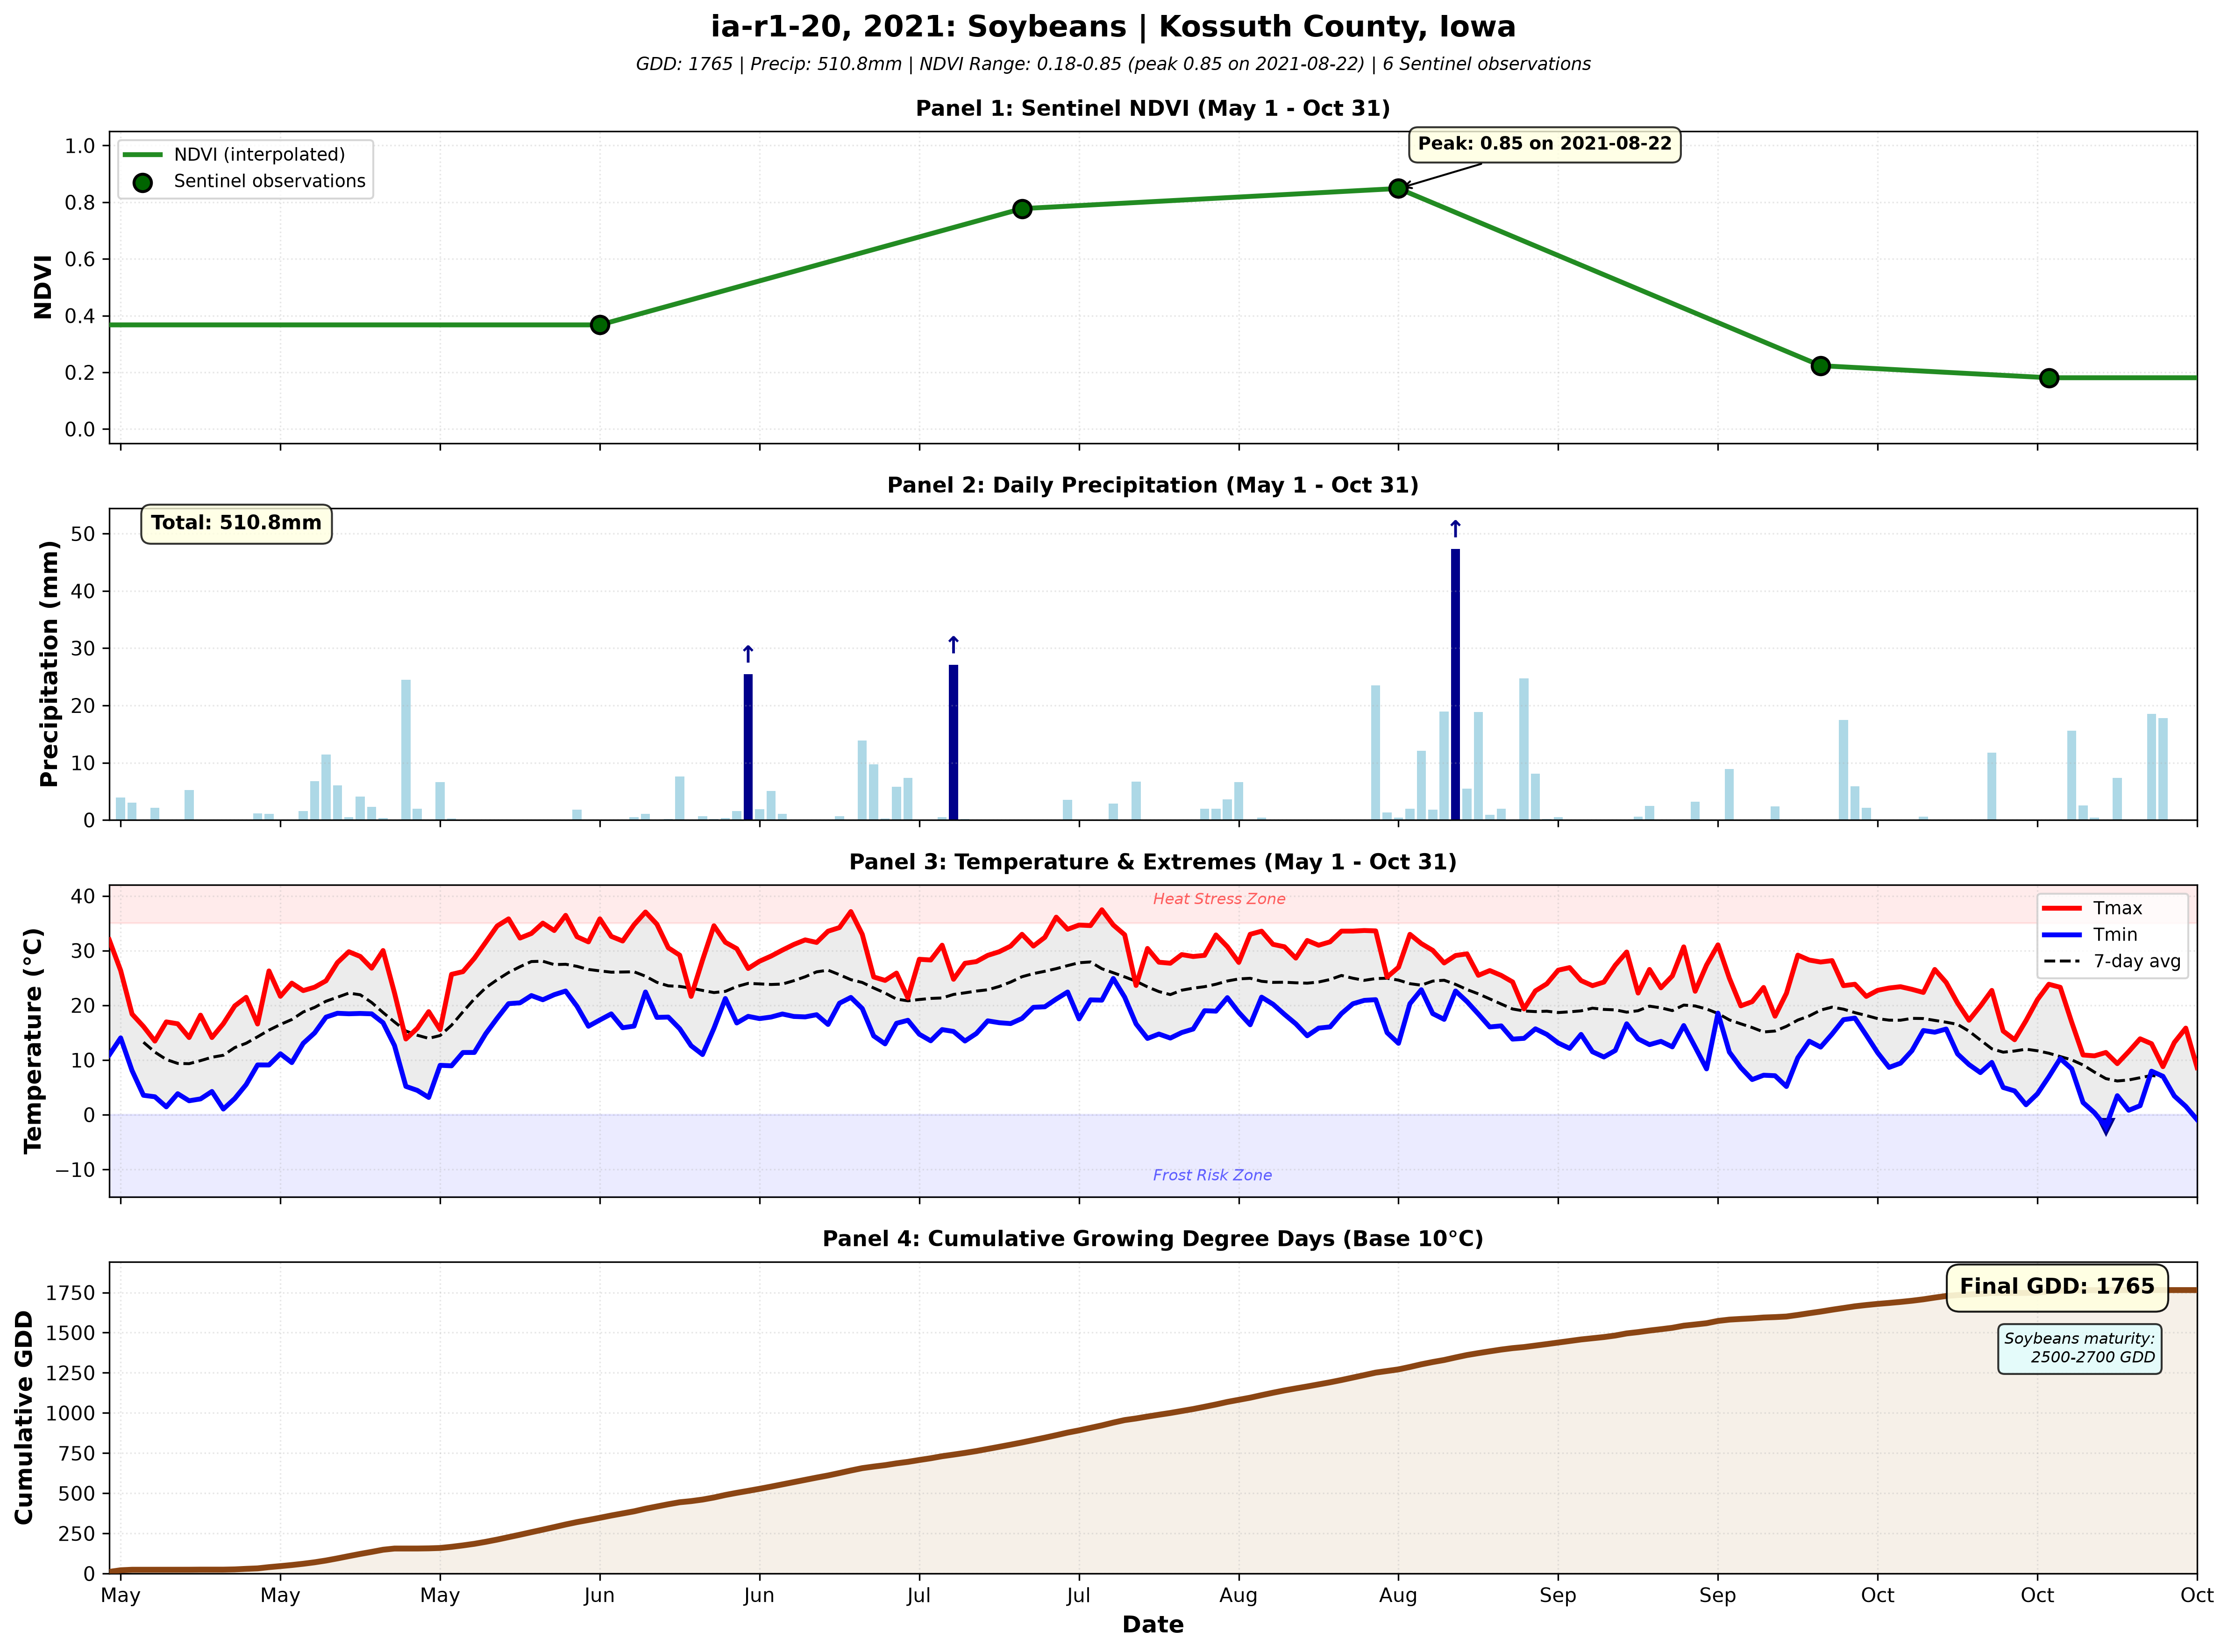 ia-r1-20, 2021: Soybeans | Kossuth County, Iowa
GDD: 1765 | Precip: 510.8mm | NDVI Range: 0.18-0.85 (peak 0.85 on 2021-08-22) | 6 Sentinel observations
Panel 1: Sentinel NDVI (May 1 - Oct 31)
NDVI
1.0
0.8
0.6
0.4
0.2
0.0
NDVI (interpolated)
Sentinel observations
Peak: 0.85 on 2021-08-22
Panel 2: Daily Precipitation (May 1 - Oct 31)
Precipitation (mm)
50
40
30
20
10
0
Total: 510.8mm
↑
↑
↑
Panel 3: Temperature & Extremes (May 1 - Oct 31)
Temperature (°C)
40
30
20
10
0
−10
Heat Stress Zone
Frost Risk Zone
Tmax
Tmin
7-day avg
Panel 4: Cumulative Growing Degree Days (Base 10°C)
Cumulative GDD
1750
1500
1250
1000
750
500
250
0
Final GDD: 1765
Soybeans maturity:
2500-2700 GDD
May May May Jun Jun Jul Jul Aug Aug Sep Sep Oct Oct Oct
Date